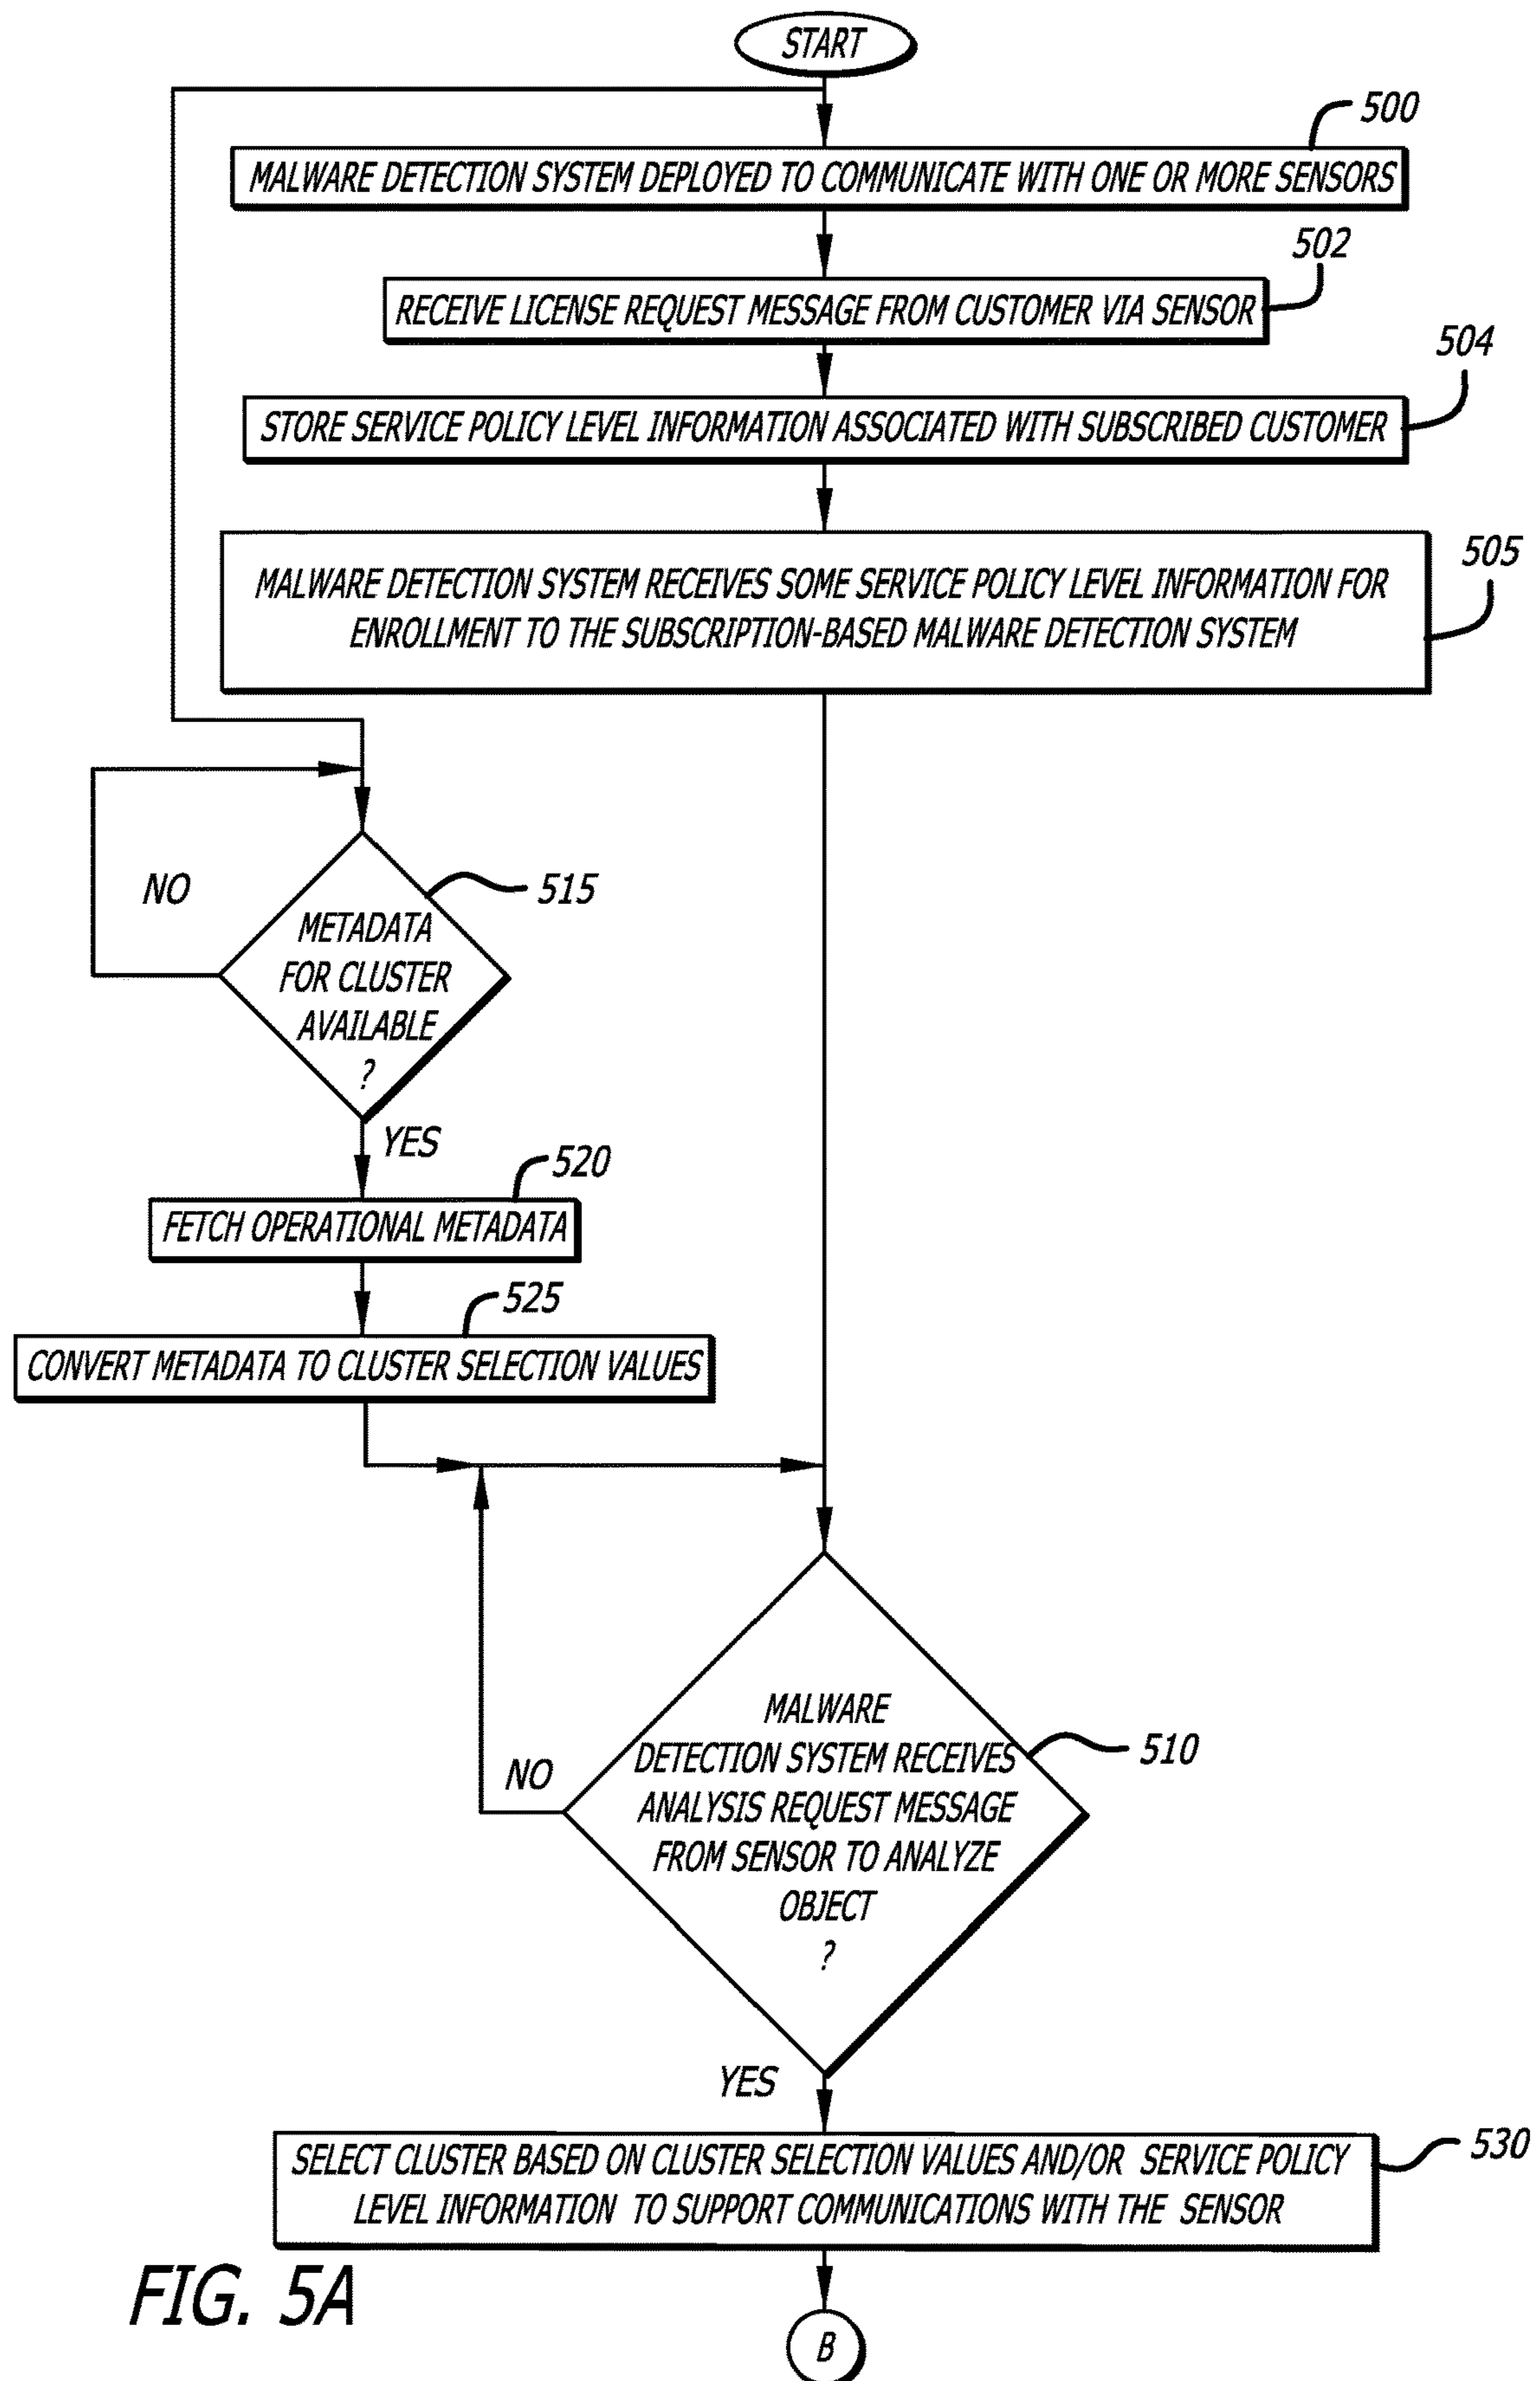 START
500
MALWARE DETECTION SYSTEM DEPLOYED TO COMMUNICATE WITH ONE OR MORE SENSORS
502
RECEIVE LICENSE REQUEST MESSAGE FROM CUSTOMER VIA SENSOR
504
STORE SERVICE POLICY LEVEL INFORMATION ASSOCIATED WITH SUBSCRIBED CUSTOMER
505
MALWARE DETECTION SYSTEM RECEIVES SOME SERVICE POLICY LEVEL INFORMATION FOR
ENROLLMENT TO THE SUBSCRIPTION-BASED MALWARE DETECTION SYSTEM
NO
515
METADATA
FOR CLUSTER
AVAILABLE
?
YES
520
FETCH OPERATIONAL METADATA
525
CONVERT METADATA TO CLUSTER SELECTION VALUES
NO
510
MALWARE
DETECTION SYSTEM RECEIVES
ANALYSIS REQUEST MESSAGE
FROM SENSOR TO ANALYZE
OBJECT
?
YES
530
SELECT CLUSTER BASED ON CLUSTER SELECTION VALUES AND/OR SERVICE POLICY
LEVEL INFORMATION TO SUPPORT COMMUNICATIONS WITH THE SENSOR
FIG. 5A
B